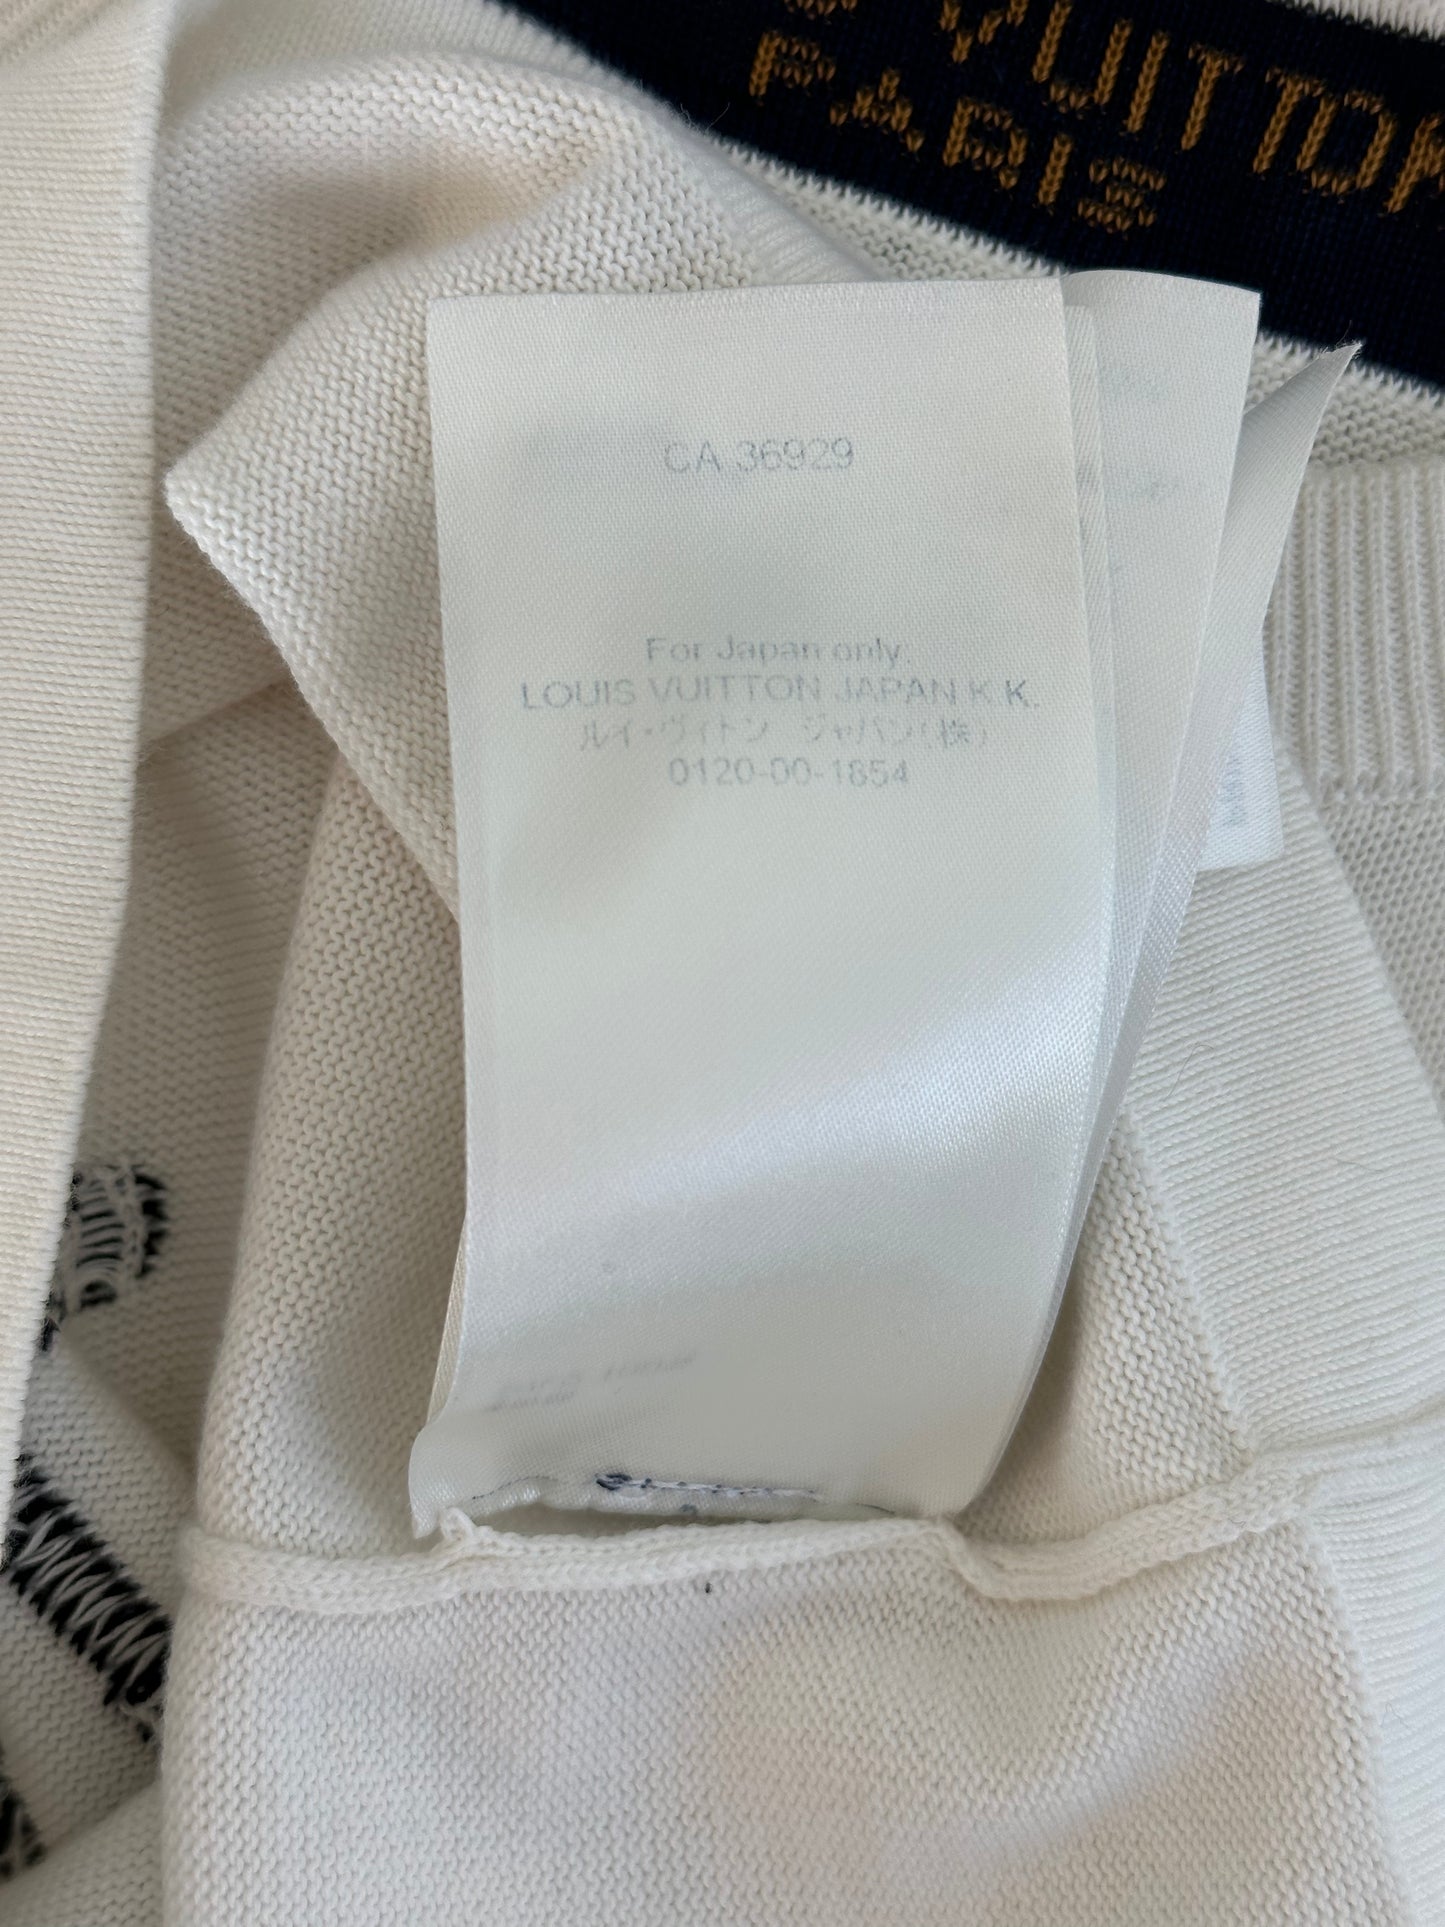 VUITTON
PARIS
CA 36929
For Japan only.
LOUIS VUITTON JAPAN K.K.
ルイ・ヴィトン ジャパン(株)
0120-00-1854